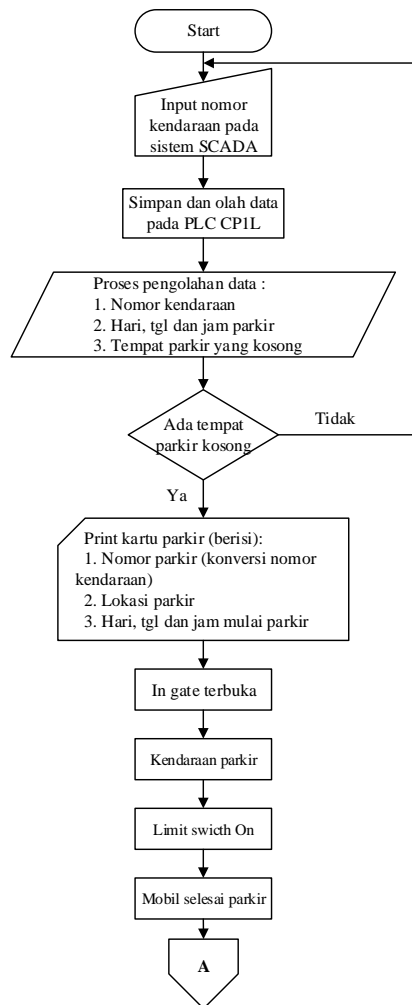 Start
Input nomor
kendaraan pada
sistem SCADA
Simpan dan olah data
pada PLC CP1L
Proses pengolahan data :
1. Nomor kendaraan
2. Hari, tgl dan jam parkir
3. Tempat parkir yang kosong
Ada tempat
parkir kosong
Tidak
Ya
Print kartu parkir (berisi):
1. Nomor parkir (konversi nomor
kendaraan)
2. Lokasi parkir
3. Hari, tgl dan jam mulai parkir
In gate terbuka
Kendaraan parkir
Limit swicth On
Mobil selesai parkir
A